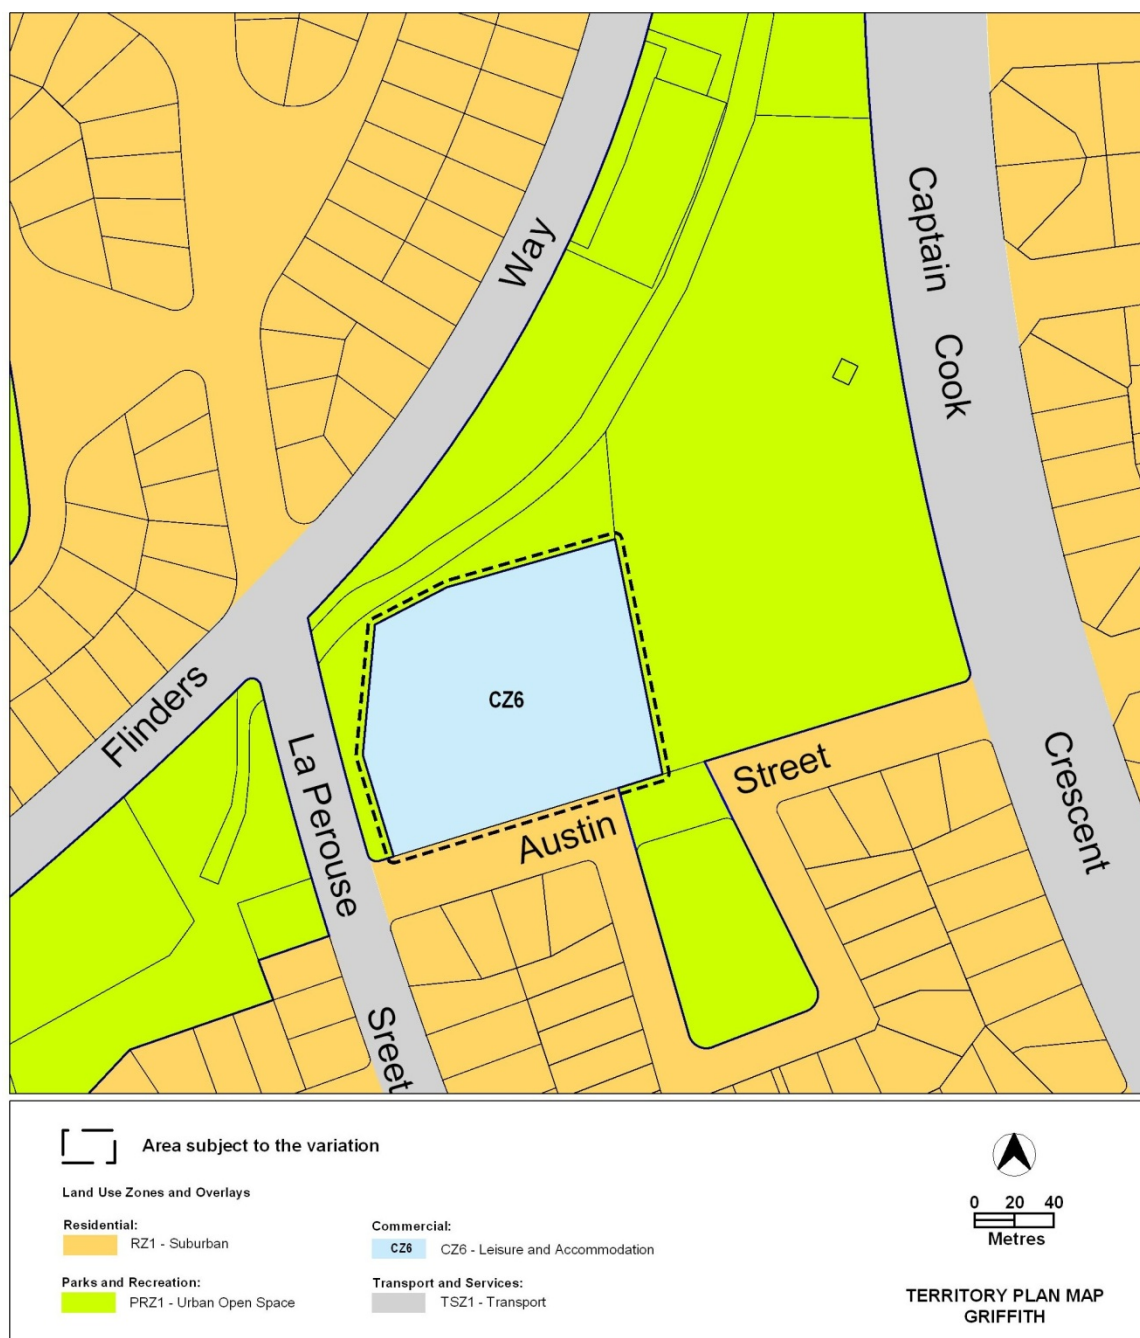 Way
Captain
Cook
CZ6
Flinders
La Perouse
Street
Austin
Crescent
Sreet
Area subject to the variation
Land Use Zones and Overlays
Residential:
RZ1 - Suburban
Commercial:
CZ6 CZ6 - Leisure and Accommodation
Parks and Recreation:
PRZ1 - Urban Open Space
Transport and Services:
TSZ1 - Transport
0 20 40
Metres
TERRITORY PLAN MAP
GRIFFITH